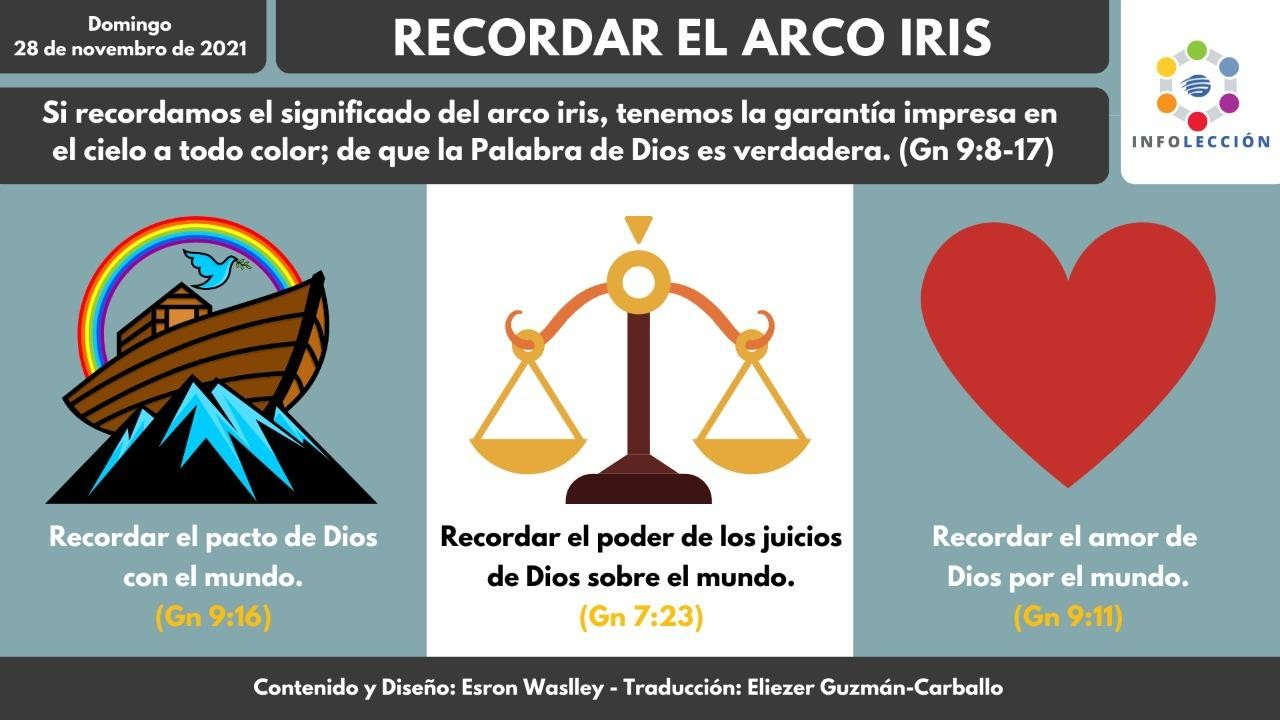 Domingo
28 de novembro de 2021
RECORDAR EL ARCO IRIS
Si recordamos el significado del arco iris, tenemos la garantía impresa en
el cielo a todo color; de que la Palabra de Dios es verdadera. (Gn 9:8-17)
INFOLECCIÓN
Recordar el pacto de Dios
con el mundo.
(Gn 9:16)
Recordar el poder de los juicios
de Dios sobre el mundo.
(Gn 7:23)
Recordar el amor de
Dios por el mundo.
(Gn 9:11)
Contenido y Diseño: Esron Waslley - Traducción: Eliezer Guzmán-Carballo